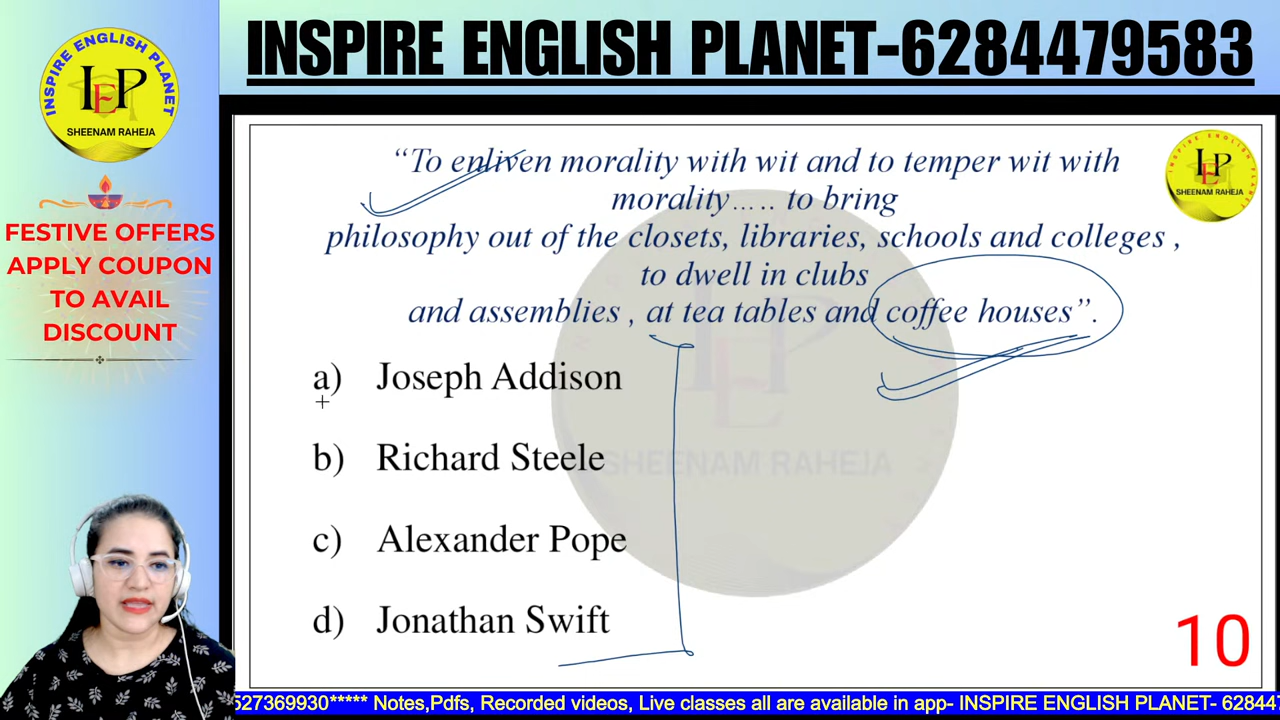 INSPIRE ENGLISH PLANET-6284479583
INSPIRE ENGLISH PLANET
IEP
SHEENAM RAHEJA
FESTIVE OFFERS
APPLY COUPON
TO AVAIL
DISCOUNT
IEP
SHEENAM RAHEJA
“To enliven morality with wit and to temper wit with
morality….. to bring
philosophy out of the closets, libraries, schools and colleges ,
to dwell in clubs
and assemblies , at tea tables and coffee houses”.
a) Joseph Addison
b) Richard Steele
c) Alexander Pope
d) Jonathan Swift
SHEENAM RAHEJA
10
527369930***** Notes,Pdfs, Recorded videos, Live classes all are available in app- INSPIRE ENGLISH PLANET- 62844